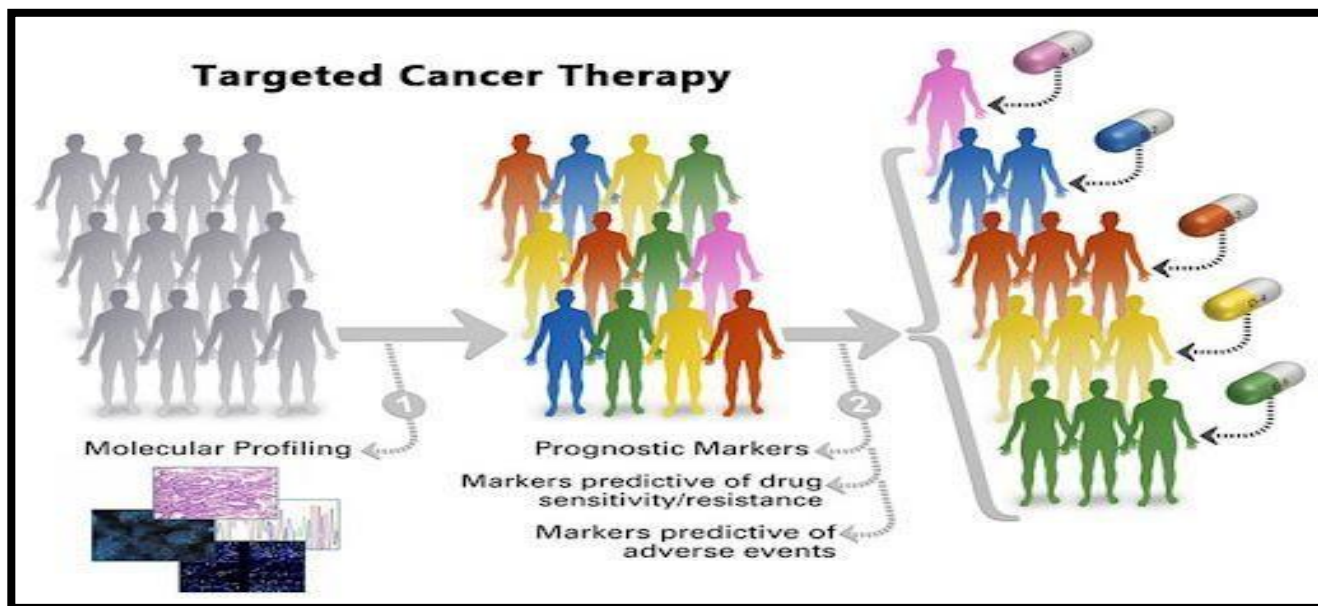 Targeted Cancer Therapy
1
2
Molecular Profiling
Prognostic Markers
Markers predictive of drug
sensitivity/resistance
Markers predictive of
adverse events